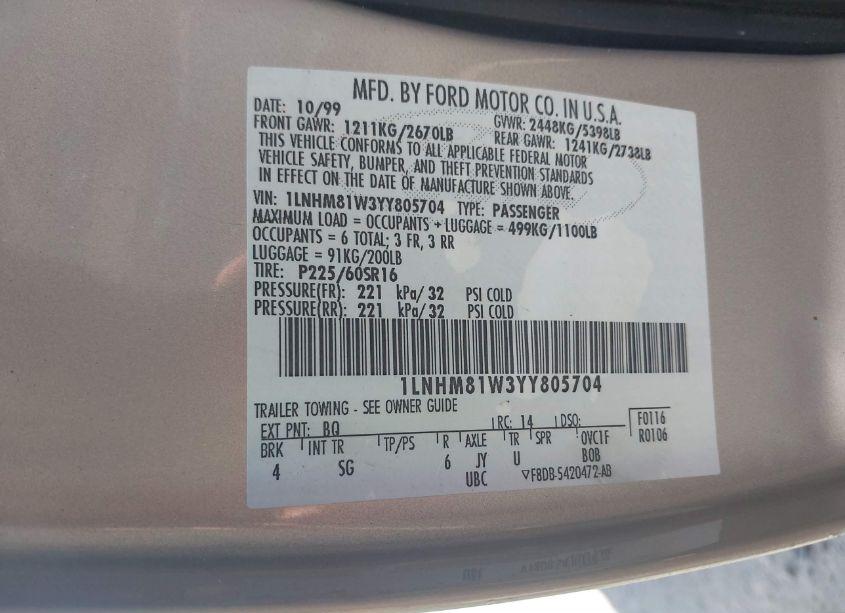 MFD. BY FORD MOTOR CO. IN U.S.A.
DATE: 10/99 GVWR: 2448KG/5398LB
FRONT GAWR: 1211KG/2670LB REAR GAWR: 1241KG/2738LB
THIS VEHICLE CONFORMS TO ALL APPLICABLE FEDERAL MOTOR
VEHICLE SAFETY, BUMPER, AND THEFT PREVENTION STANDARDS
IN EFFECT ON THE DATE OF MANUFACTURE SHOWN ABOVE.
VIN: 1LNHM81W3YY805704 TYPE: PASSENGER
MAXIMUM LOAD = OCCUPANTS + LUGGAGE = 499KG/1100LB
OCCUPANTS = 6 TOTAL; 3 FR, 3 RR
LUGGAGE = 91KG/200LB
TIRE: P225/60SR16
PRESSURE(FR): 221 kPa/ 32 PSI COLD
PRESSURE(RR): 221 kPa/ 32 PSI COLD
1LNHM81W3YY805704
TRAILER TOWING - SEE OWNER GUIDE
EXT PNT: BQ RC: 14 DSO: F0116
R0106
BRK INT TR TP/PS R AXLE TR SPR OVC1F
4 SG 6 JY U BOB
UBC ▽F8DB-5420472-AB